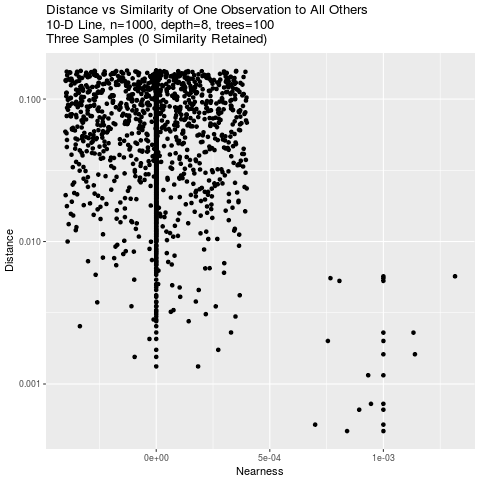 Distance vs Similarity of One Observation to All Others
10-D Line, n=1000, depth=8, trees=100
Three Samples (0 Similarity Retained)
0.100
0.010
0.001
Distance
0e+00 5e-04 1e-03
Nearness